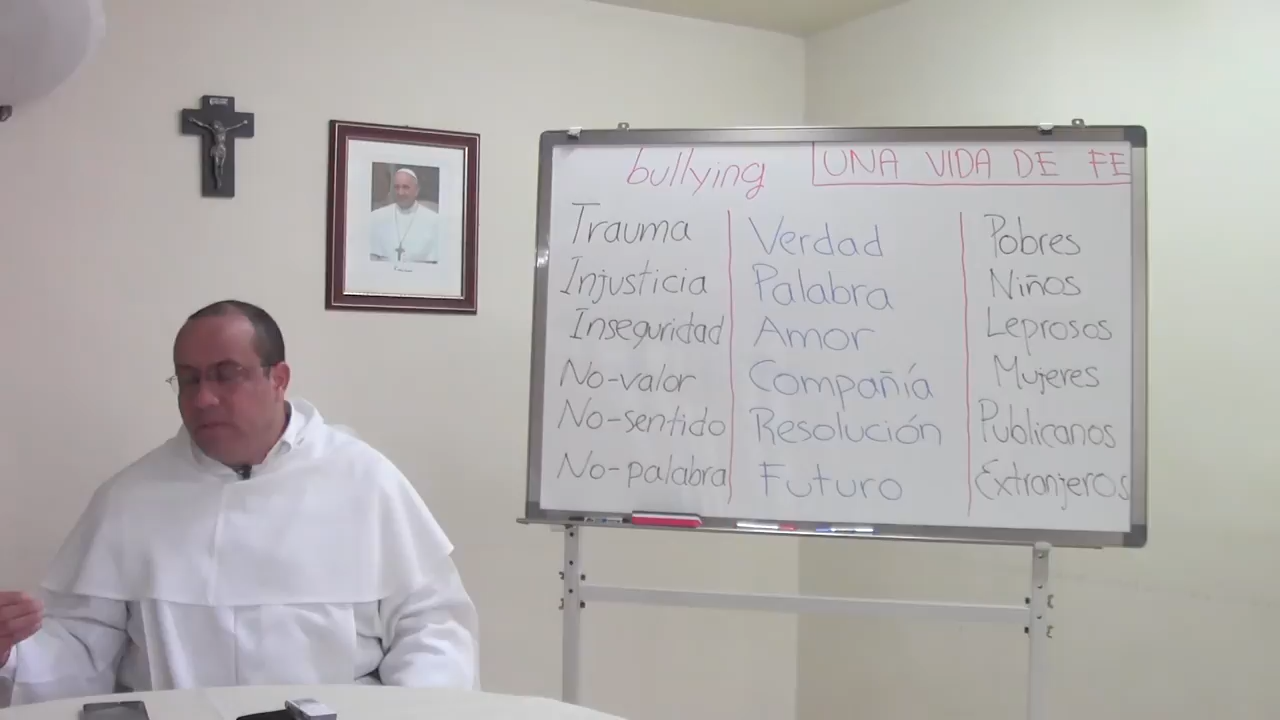 bullying UNA VIDA DE FE
Trauma Verdad Pobres
Injusticia Palabra Niños
Inseguridad Amor Leprosos
No-valor Compañía Mujeres
No-sentido Resolución Publicanos
No-palabra Futuro Extranjeros